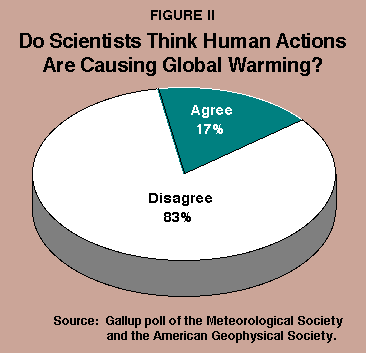 FIGURE II
Do Scientists Think Human Actions
Are Causing Global Warming?
Agree
17%
Disagree
83%
Source: Gallup poll of the Meteorological Society
and the American Geophysical Society.